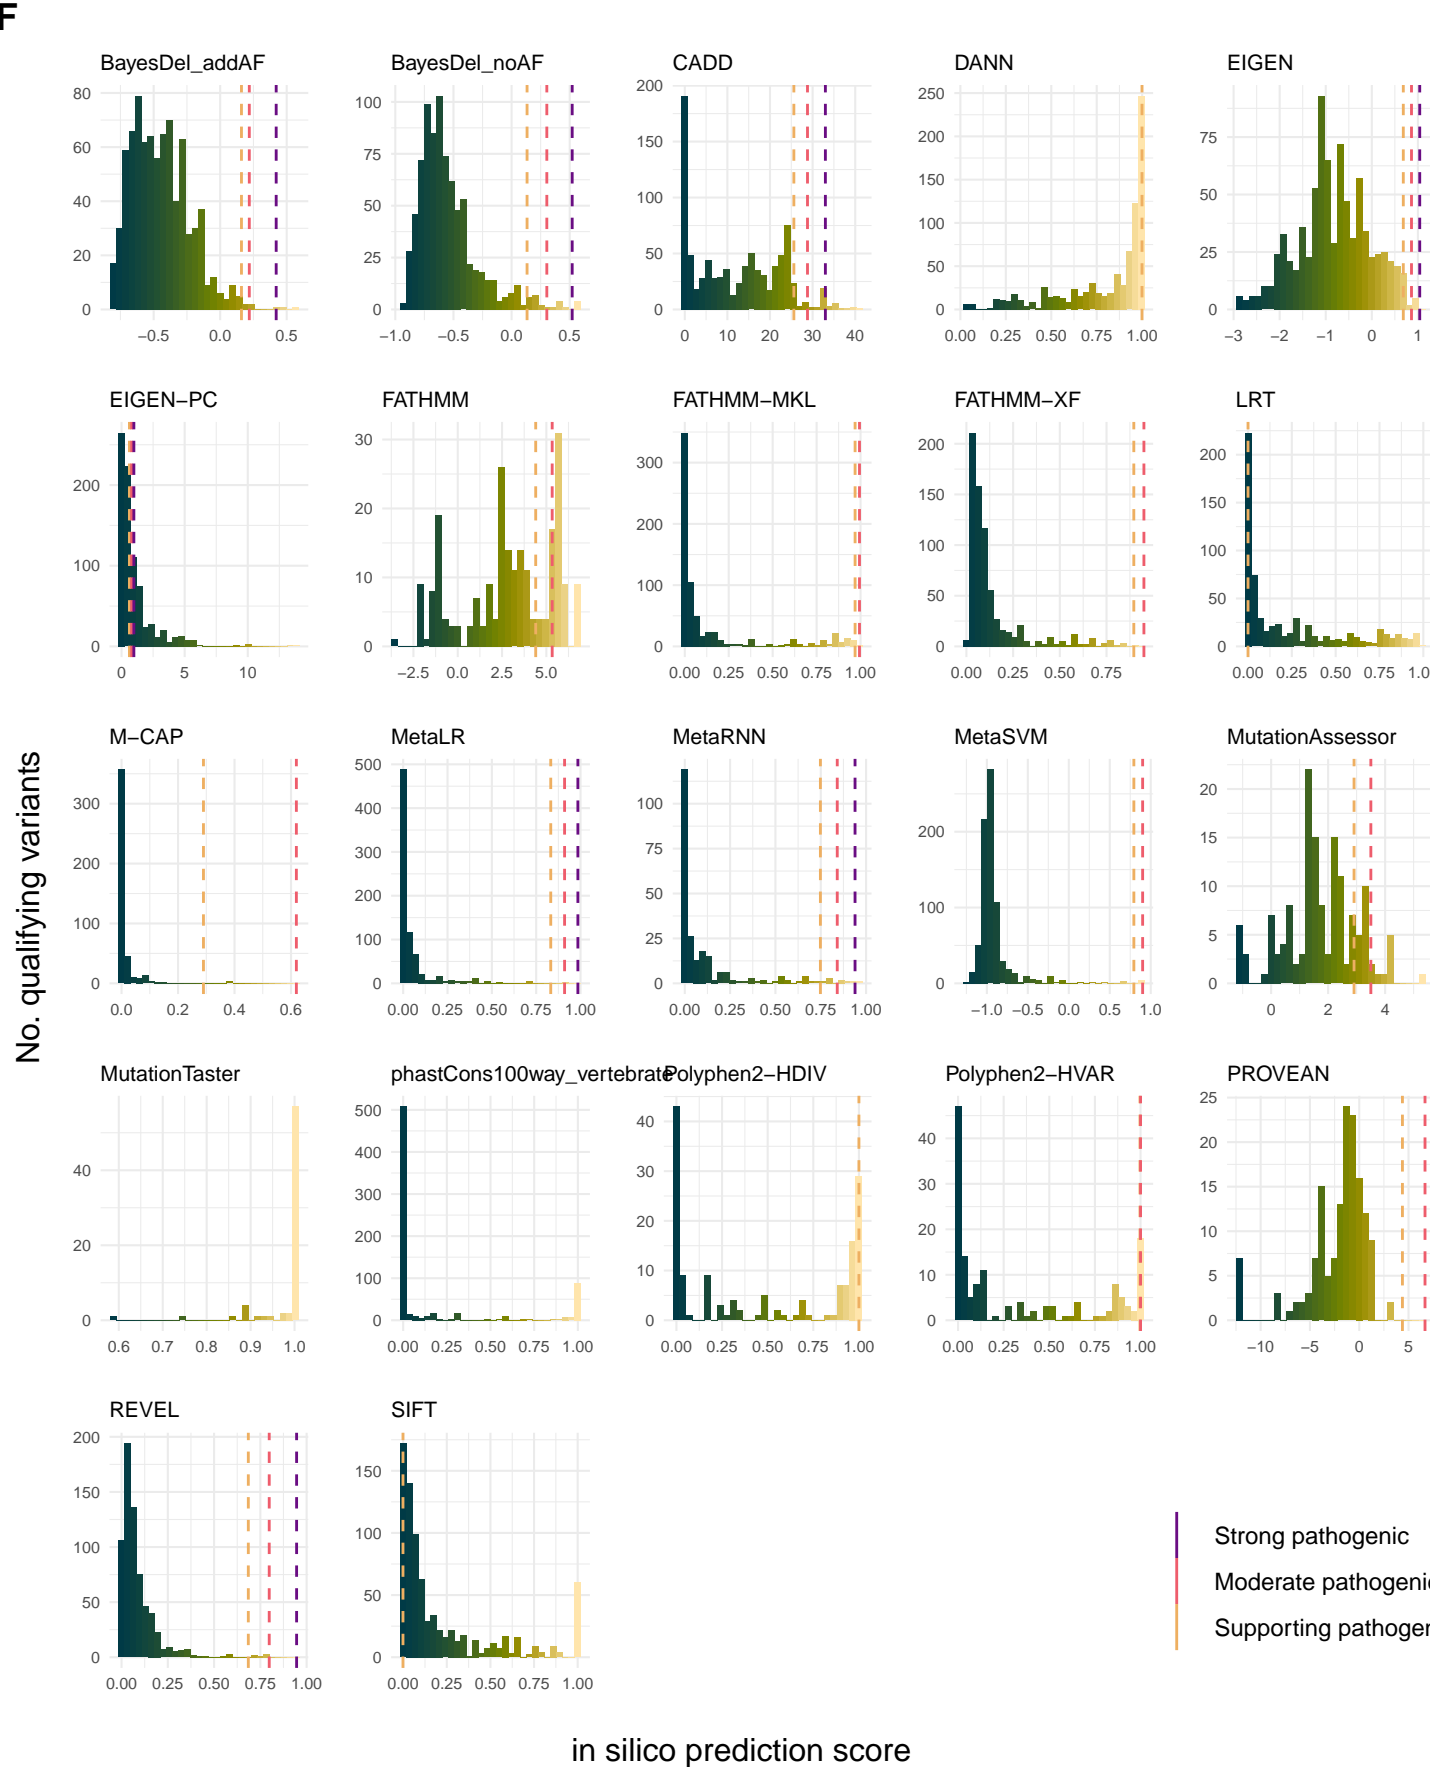 F
BayesDel_addAF BayesDel_noAF CADD DANN EIGEN
80 60 40 20 0
−0.5 0.0 0.5
100 75 50 25 0
−1.0 −0.5 0.0 0.5
200 150 100 50 0
0 10 20 30 40
250 200 150 100 50 0
0.00 0.25 0.50 0.75 1.00
75 50 25 0
−3 −2 −1 0 1
EIGEN−PC FATHMM FATHMM−MKL FATHMM−XF LRT
200 100 0
0 5 10
30 20 10 0
−2.5 0.0 2.5 5.0
300 200 100 0
0.00 0.25 0.50 0.75 1.00
200 150 100 50 0
0.00 0.25 0.50 0.75
200 150 100 50 0
0.00 0.25 0.50 0.75 1.0
M−CAP MetaLR MetaRNN MetaSVM MutationAssessor
300 200 100 0
0.0 0.2 0.4 0.6
500 400 300 200 100 0
0.00 0.25 0.50 0.75 1.00
100 75 50 25 0
0.00 0.25 0.50 0.75 1.00
200 100 0
−1.0 −0.5 0.0 0.5 1.0
20 15 10 5 0
0 2 4
No. qualifying variants
MutationTaster phastCons100way_vertebrate Polyphen2−HDIV Polyphen2−HVAR PROVEAN
40 20 0
0.6 0.7 0.8 0.9 1.0
500 400 300 200 100 0
0.00 0.25 0.50 0.75 1.00
40 30 20 10 0
0.00 0.25 0.50 0.75 1.00
40 30 20 10 0
0.00 0.25 0.50 0.75 1.00
25 20 15 10 5 0
−10 −5 0 5
REVEL SIFT
200 150 100 50 0
0.00 0.25 0.50 0.75 1.00
150 100 50 0
0.00 0.25 0.50 0.75 1.00
Strong pathogenic
Moderate pathogeni
Supporting pathoge
in silico prediction score